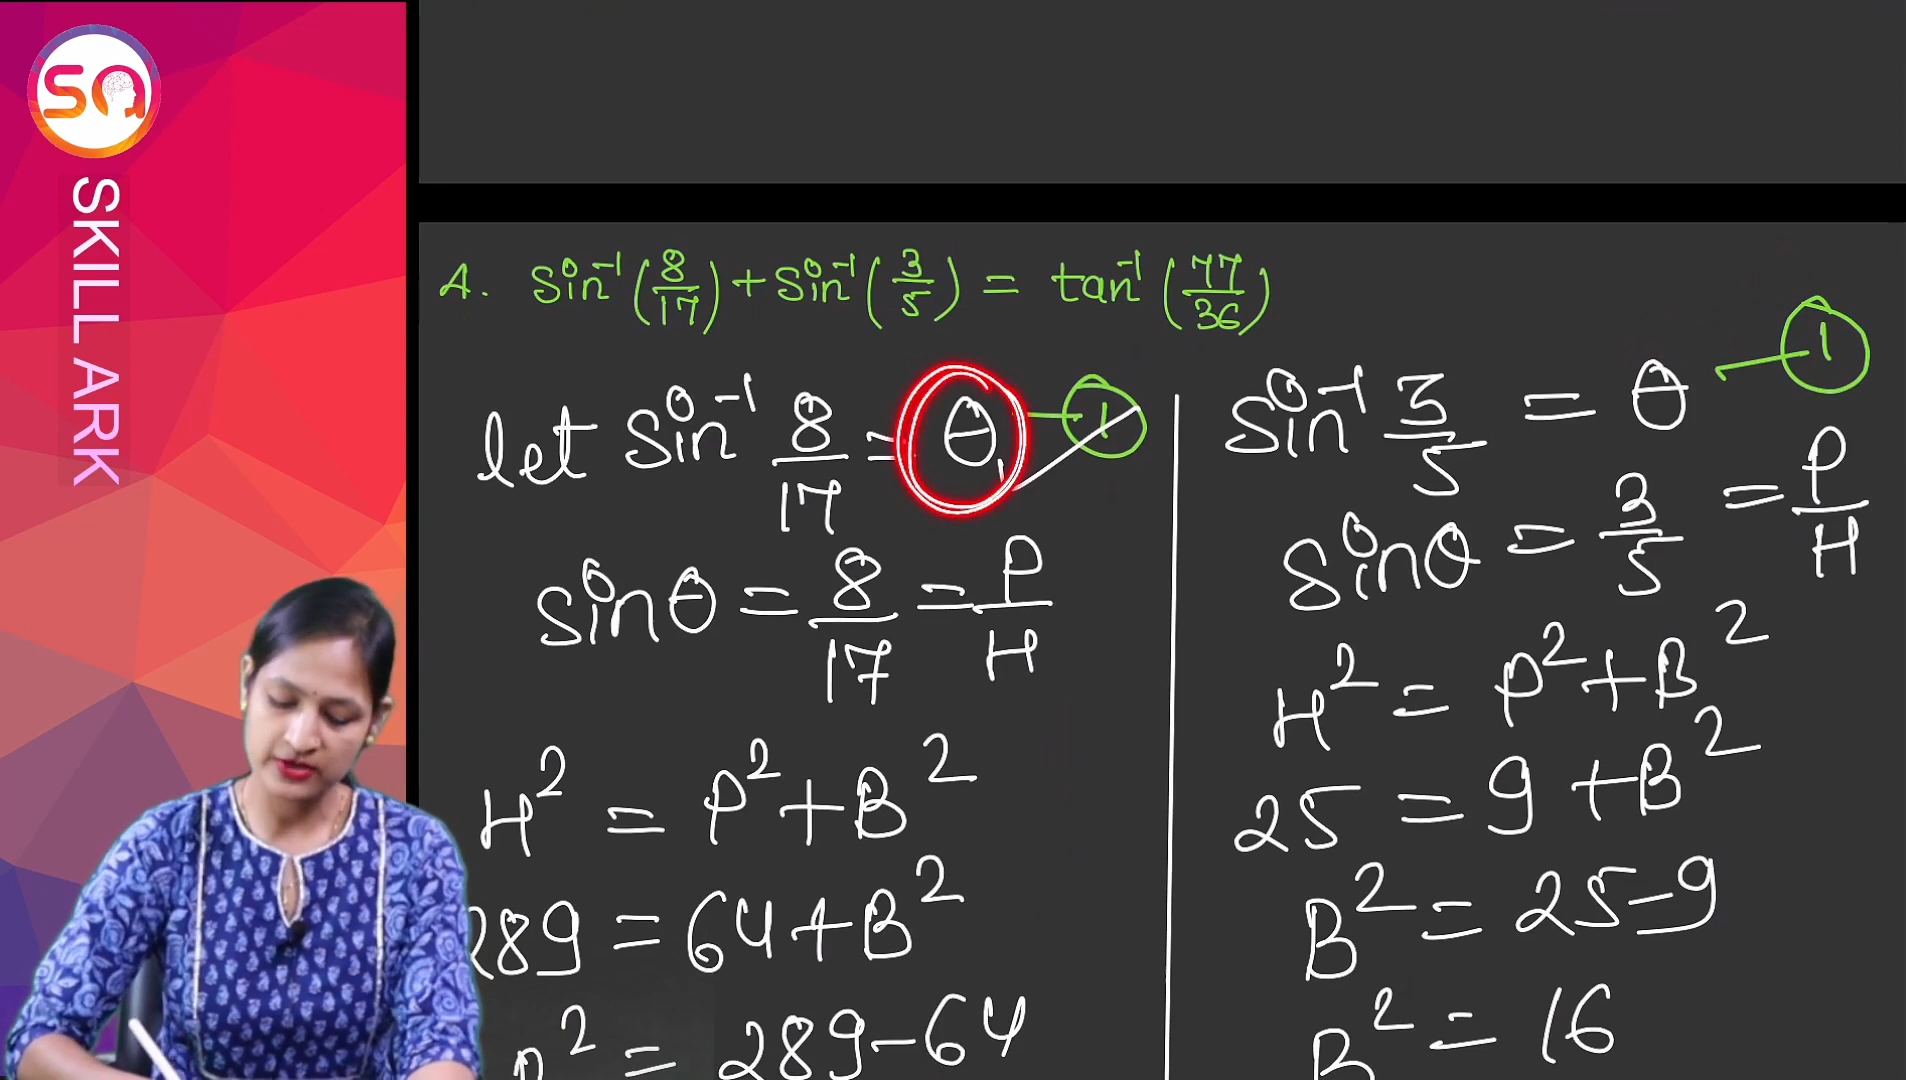 SA
SKILL ARK
A. sin⁻¹(8/17) + sin⁻¹(3/5) = tan⁻¹(77/36)
let sin⁻¹ 8/17 = θ, — 1
sinθ = 8/17 = P/H
H² = P² + B²
289 = 64 + B²
B² = 289 - 64
sin⁻¹ 3/5 = θ — 1
sinθ = 3/5 = P/H
H² = P² + B²
25 = 9 + B²
B² = 25 - 9
B² = 16